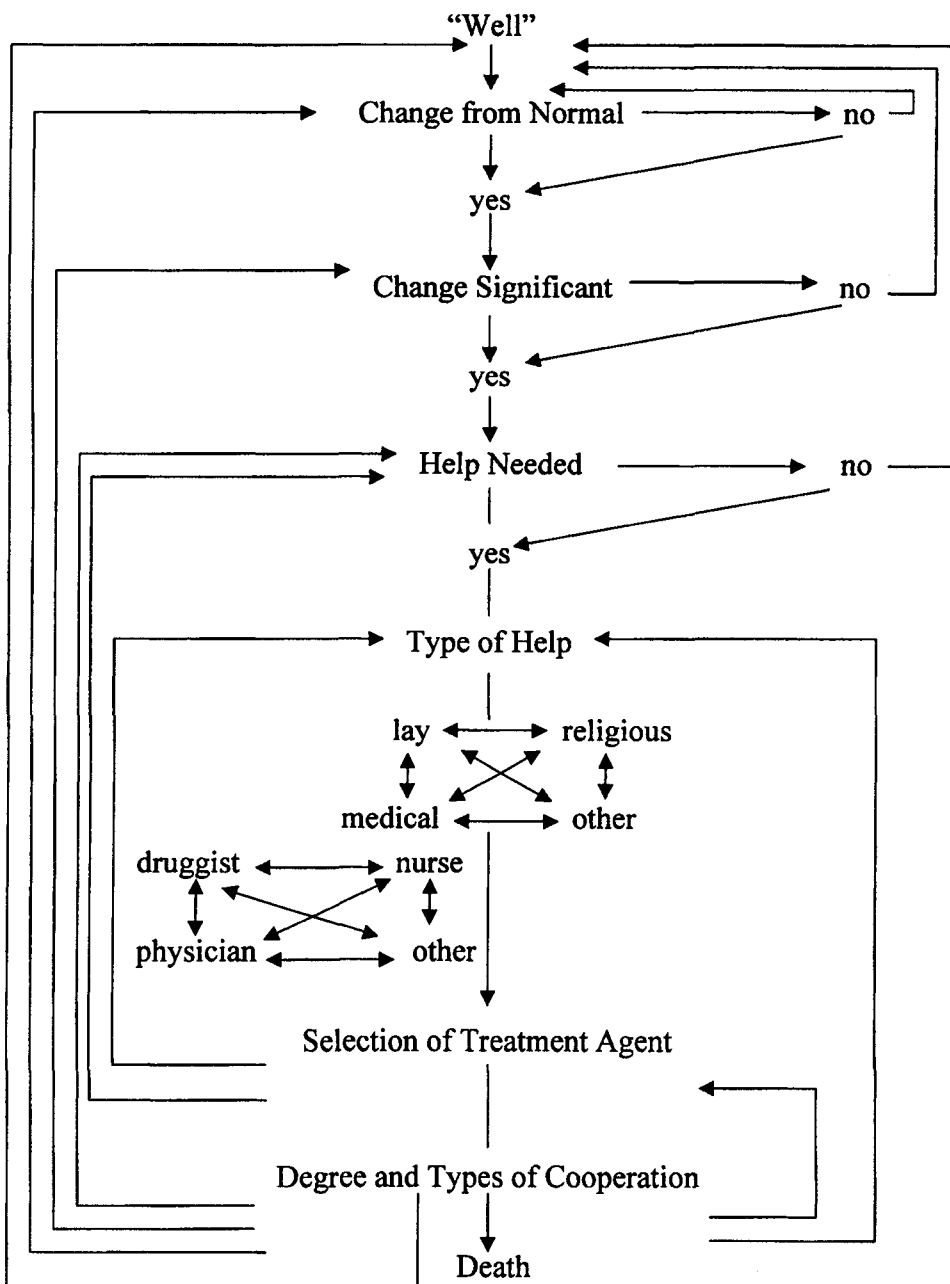 “Well”
Change from Normal no
yes
Change Significant no
yes
Help Needed no
yes
Type of Help
lay religious
medical other
druggist nurse
physician other
Selection of Treatment Agent
Degree and Types of Cooperation
Death